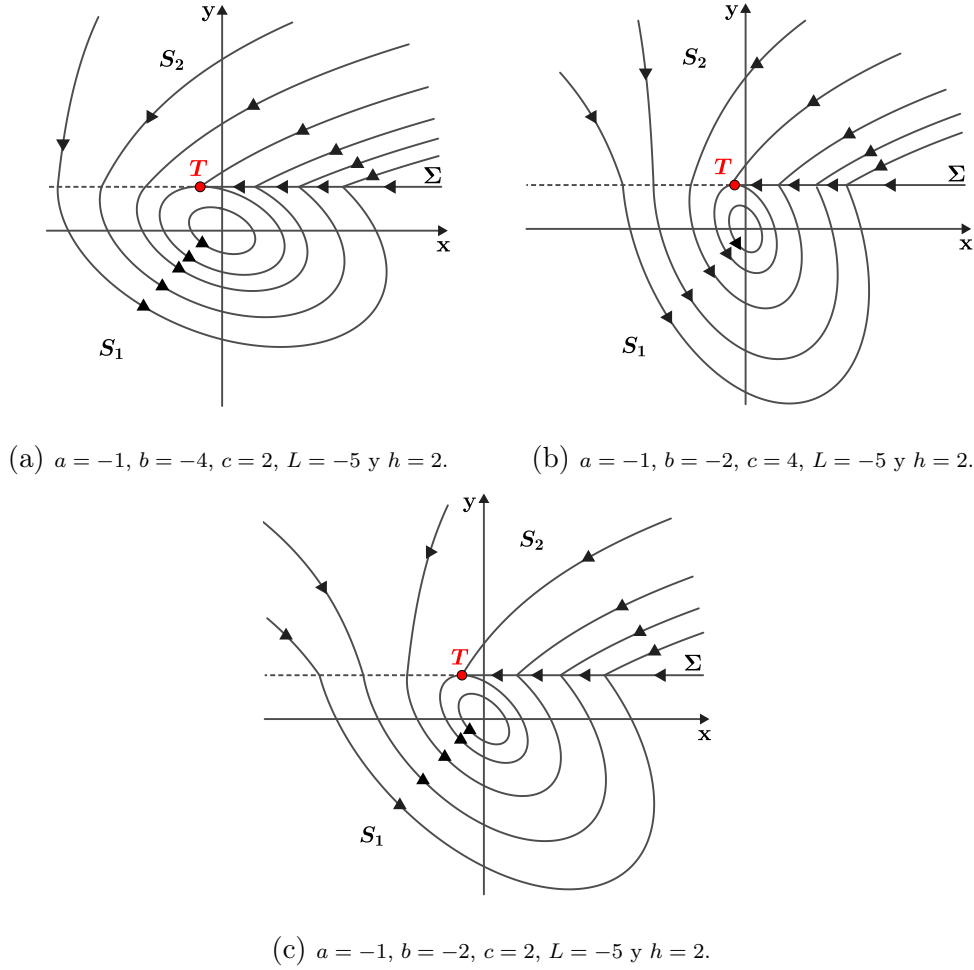 y
S₂
T
Σ
x
S₁
y
S₂
T
Σ
x
S₁
(a) a = −1, b = −4, c = 2, L = −5 y h = 2.
(b) a = −1, b = −2, c = 4, L = −5 y h = 2.
y
S₂
T
Σ
x
S₁
(c) a = −1, b = −2, c = 2, L = −5 y h = 2.